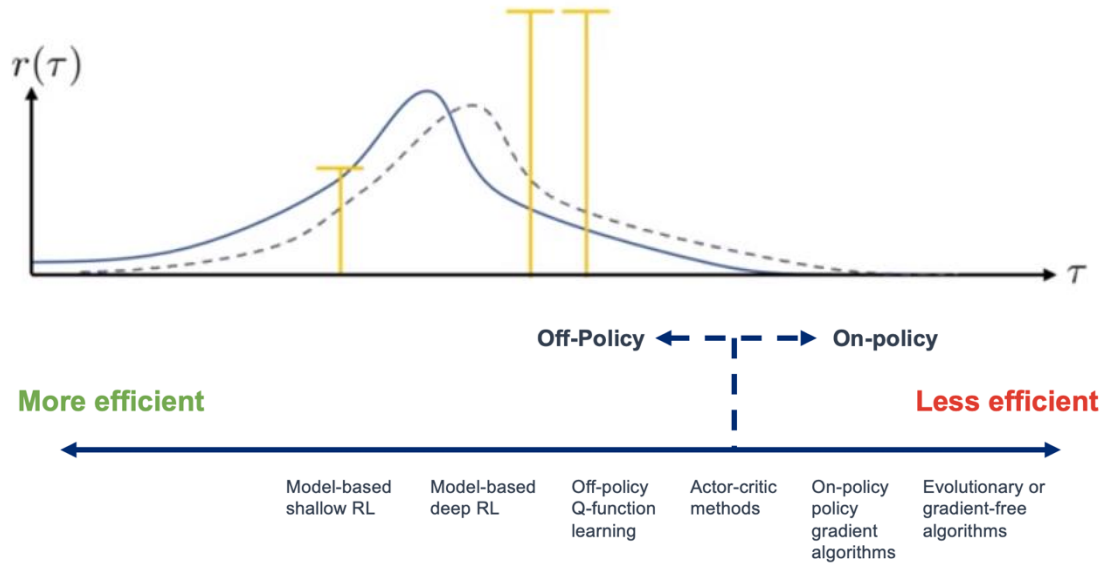 r(τ)
τ
Off-Policy
On-policy
More efficient
Less efficient
Model-based
shallow RL
Model-based
deep RL
Off-policy
Q-function
learning
Actor-critic
methods
On-policy
policy
gradient
algorithms
Evolutionary or
gradient-free
algorithms